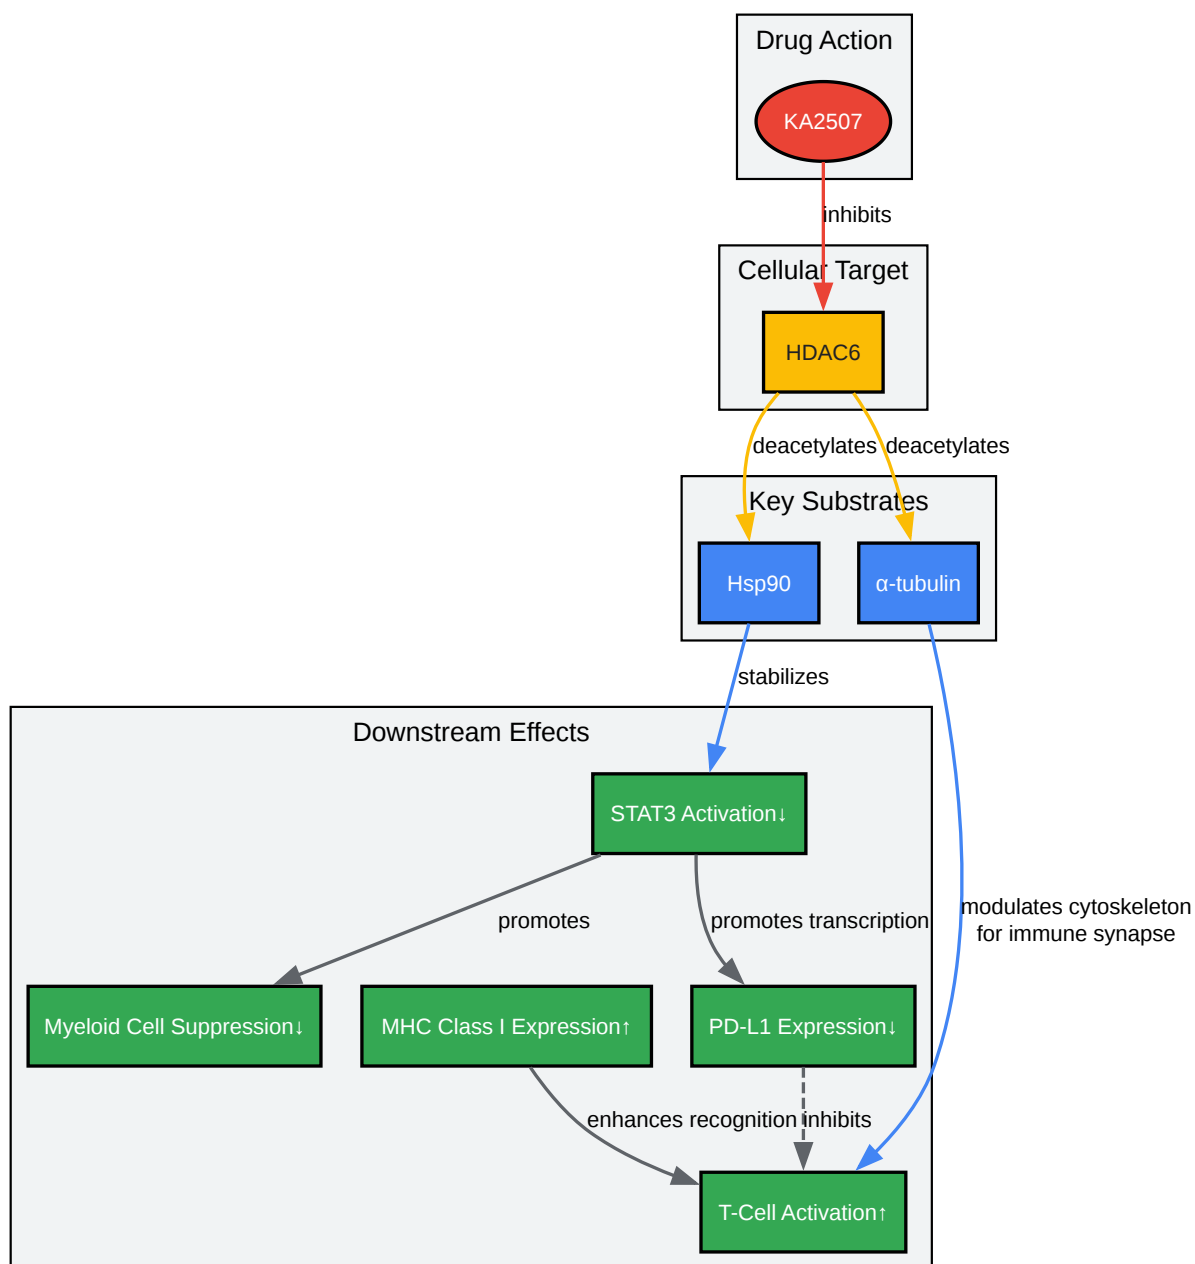 Drug Action
KA2507
inhibits
Cellular Target
HDAC6
deacetylates
deacetylates
Key Substrates
Hsp90
α-tubulin
stabilizes
Downstream Effects
STAT3 Activation↓
promotes
promotes transcription
modulates cytoskeleton
for immune synapse
Myeloid Cell Suppression↓
MHC Class I Expression↑
PD-L1 Expression↓
enhances recognition
inhibits
T-Cell Activation↑